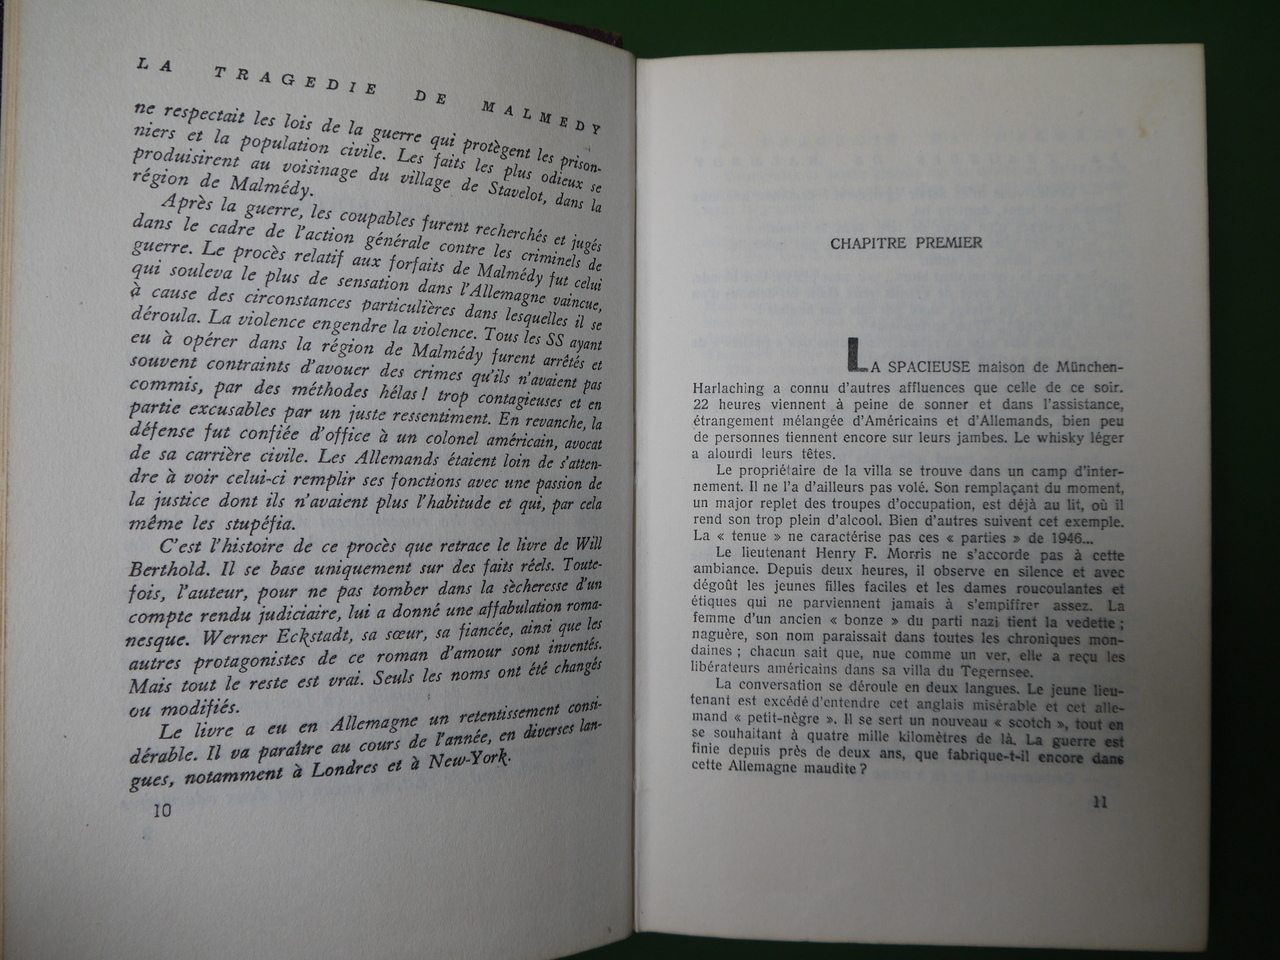 LA TRAGEDIE DE MALMEDY
ne respectait les lois de la guerre qui protègent les prison-
niers et la population civile. Les faits les plus odieux se
produisirent au voisinage du village de Stavelot, dans la
région de Malmédy.
Après la guerre, les coupables furent recherchés et jugés
dans le cadre de l'action générale contre les criminels de
guerre. Le procès relatif aux forfaits de Malmédy fut celui
qui souleva le plus de sensation dans l'Allemagne vaincue,
à cause des circonstances particulières dans lesquelles il se
déroula. La violence engendre la violence. Tous les SS ayant
eu à opérer dans la région de Malmédy furent arrêtés et
souvent contraints d'avouer des crimes qu'ils n'avaient pas
commis, par des méthodes hélas ! trop contagieuses et en
partie excusables par un juste ressentiment. En revanche, la
défense fut confiée d'office à un colonel américain, avocat
de sa carrière civile. Les Allemands étaient loin de s'atten-
dre à voir celui-ci remplir ses fonctions avec une passion de
la justice dont ils n'avaient plus l'habitude et qui, par cela
même les stupéfia.
C'est l'histoire de ce procès que retrace le livre de Will
Berthold. Il se base uniquement sur des faits réels. Toute-
fois, l'auteur, pour ne pas tomber dans la sècheresse d'un
compte rendu judiciaire, lui a donné une affabulation roma-
nesque. Werner Eckstadt, sa sœur, sa fiancée, ainsi que les
autres protagonistes de ce roman d'amour sont inventés.
Mais tout le reste est vrai. Seuls les noms ont été changés
ou modifiés.
Le livre a eu en Allemagne un retentissement consi-
dérable. Il va paraître au cours de l'année, en diverses lan-
gues, notamment à Londres et à New-York.
10
CHAPITRE PREMIER
LA SPACIEUSE maison de München-
Harlaching a connu d'autres affluences que celle de ce soir.
22 heures viennent à peine de sonner et dans l'assistance,
étrangement mélangée d'Américains et d'Allemands, bien peu
de personnes tiennent encore sur leurs jambes. Le whisky léger
a alourdi leurs têtes.
Le propriétaire de la villa se trouve dans un camp d'inter-
nement. Il ne l'a d'ailleurs pas volé. Son remplaçant du moment,
un major replet des troupes d'occupation, est déjà au lit, où il
rend son trop plein d'alcool. Bien d'autres suivent cet exemple.
La « tenue » ne caractérise pas ces « parties » de 1946...
Le lieutenant Henry F. Morris ne s'accorde pas à cette
ambiance. Depuis deux heures, il observe en silence et avec
dégoût les jeunes filles faciles et les dames roucoulantes et
étiques qui ne parviennent jamais à s'empiffrer assez. La
femme d'un ancien « bonze » du parti nazi tient la vedette ;
naguère, son nom paraissait dans toutes les chroniques mon-
daines ; chacun sait que, nue comme un ver, elle a reçu les
libérateurs américains dans sa villa du Tegernsee.
La conversation se déroule en deux langues. Le jeune lieu-
tenant est excédé d'entendre cet anglais misérable et cet alle-
mand « petit-nègre ». Il se sert un nouveau « scotch », tout en
se souhaitant à quatre mille kilomètres de là. La guerre est
finie depuis près de deux ans, que fabrique-t-il encore dans
cette Allemagne maudite ?
11